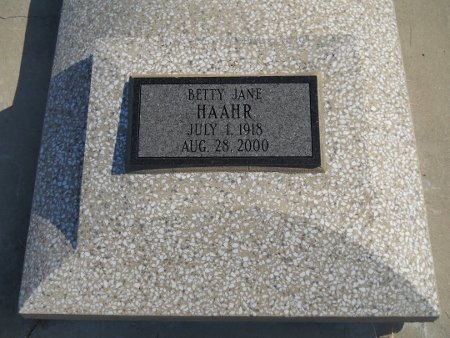 BETTY JANE
HAAHR
JULY 1, 1918
AUG. 28, 2000